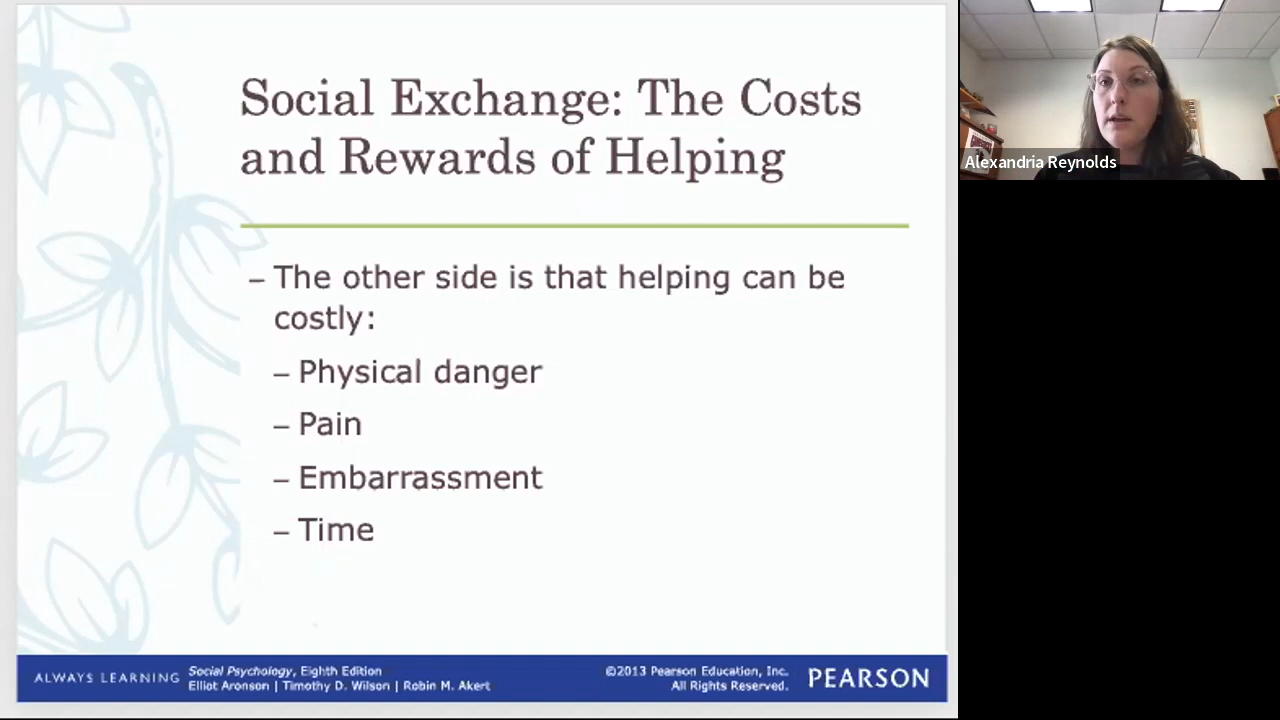 Social Exchange: The Costs
and Rewards of Helping
– The other side is that helping can be
costly:
– Physical danger
– Pain
– Embarrassment
– Time
ALWAYS LEARNING
Social Psychology, Eighth Edition
Elliot Aronson | Timothy D. Wilson | Robin M. Akert
©2013 Pearson Education, Inc.
All Rights Reserved.
PEARSON
Alexandria Reynolds